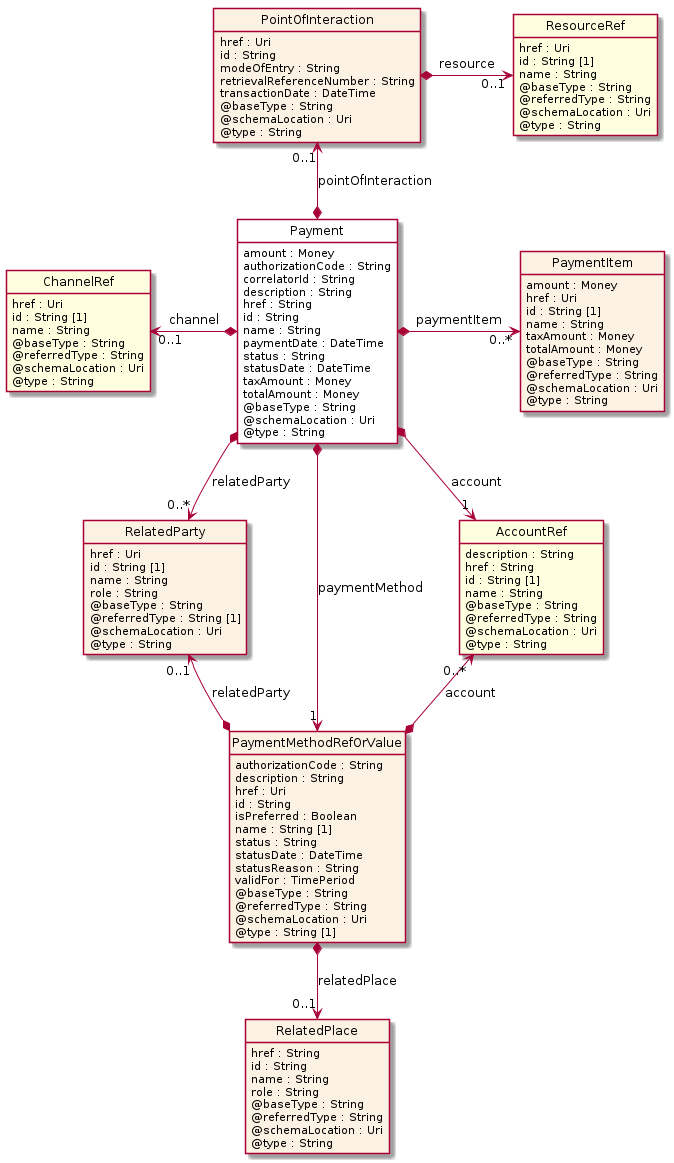 PointOfInteraction
href : Uri
id : String
modeOfEntry : String
retrievalReferenceNumber : String
transactionDate : DateTime
@baseType : String
@schemaLocation : Uri
@type : String
resource
0..1
ResourceRef
href : Uri
id : String [1]
name : String
@baseType : String
@referredType : String
@schemaLocation : Uri
@type : String
0..1
pointOfInteraction
ChannelRef
href : Uri
id : String [1]
name : String
@baseType : String
@referredType : String
@schemaLocation : Uri
@type : String
channel
0..1
Payment
amount : Money
authorizationCode : String
correlatorId : String
description : String
href : String
id : String
name : String
paymentDate : DateTime
status : String
statusDate : DateTime
taxAmount : Money
totalAmount : Money
@baseType : String
@schemaLocation : Uri
@type : String
paymentItem
0..*
PaymentItem
amount : Money
href : Uri
id : String [1]
name : String
taxAmount : Money
totalAmount : Money
@baseType : String
@referredType : String
@schemaLocation : Uri
@type : String
relatedParty
0..*
account
1
RelatedParty
href : Uri
id : String [1]
name : String
role : String
@baseType : String
@referredType : String [1]
@schemaLocation : Uri
@type : String
paymentMethod
1
AccountRef
description : String
href : String
id : String [1]
name : String
@baseType : String
@referredType : String
@schemaLocation : Uri
@type : String
0..1
relatedParty
0..*
account
PaymentMethodRefOrValue
authorizationCode : String
description : String
href : Uri
id : String
isPreferred : Boolean
name : String [1]
status : String
statusDate : DateTime
statusReason : String
validFor : TimePeriod
@baseType : String
@referredType : String
@schemaLocation : Uri
@type : String [1]
relatedPlace
0..1
RelatedPlace
href : String
id : String
name : String
role : String
@baseType : String
@referredType : String
@schemaLocation : Uri
@type : String